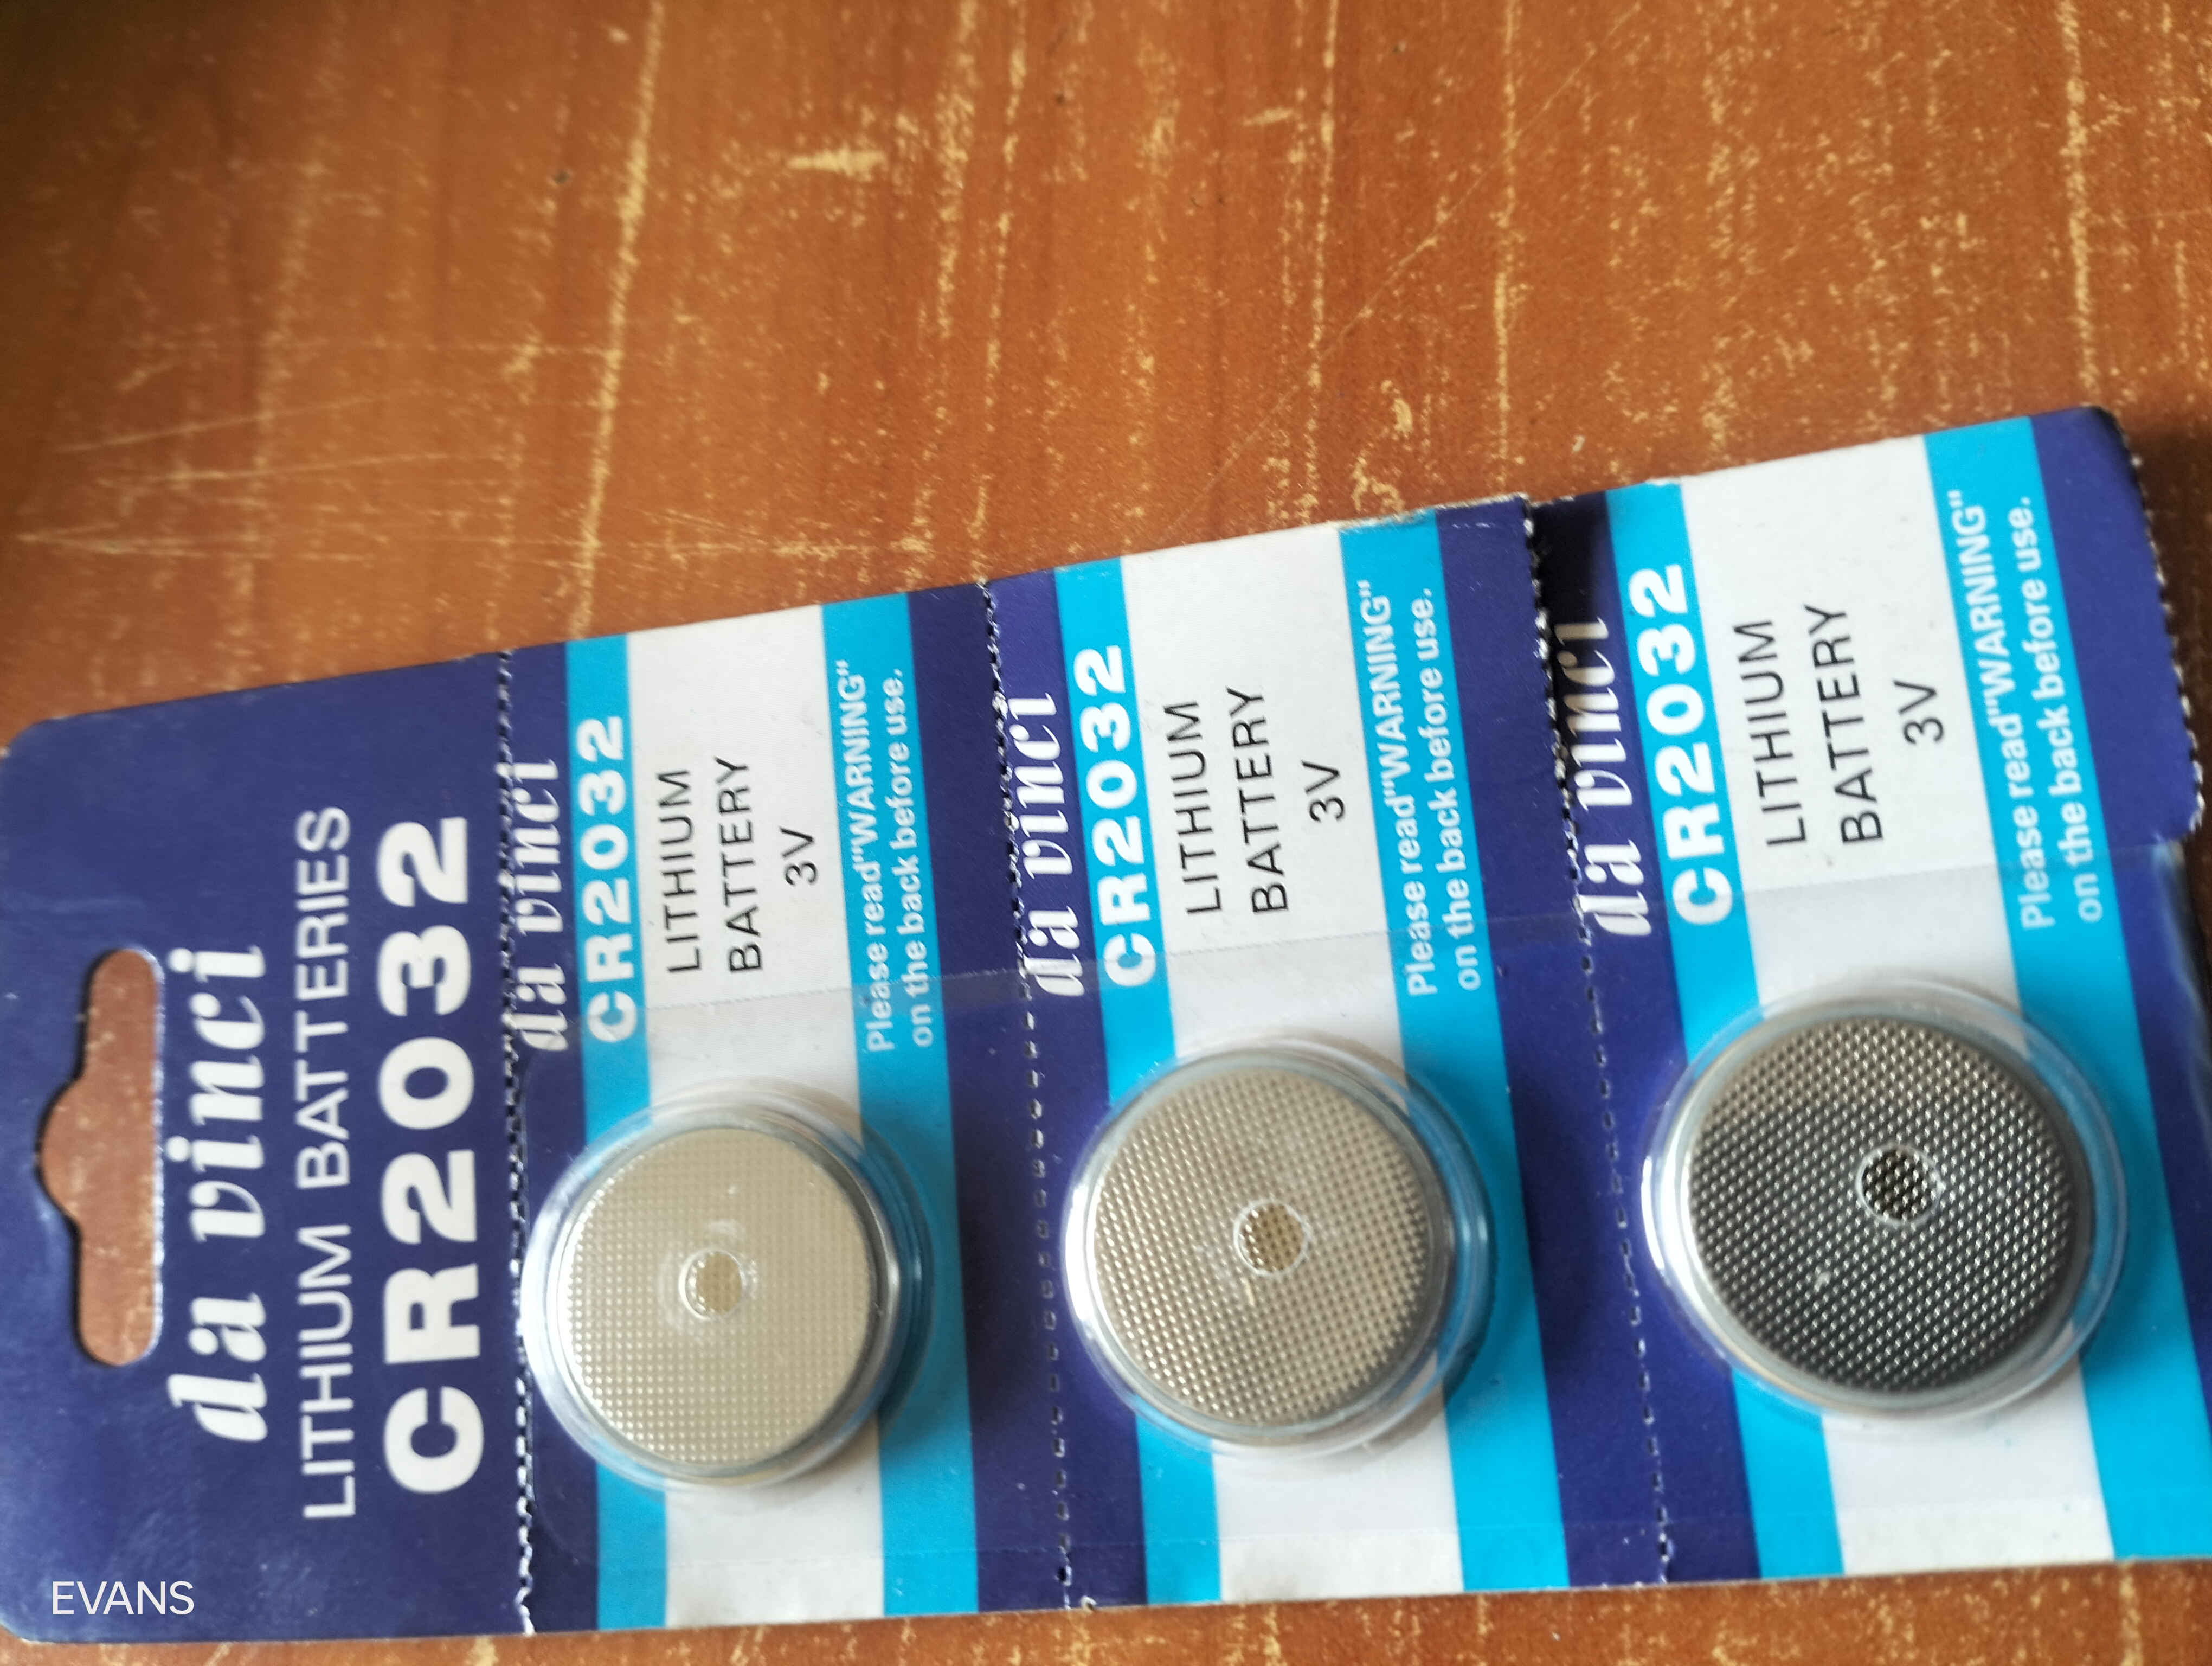 da vinci
LITHIUM BATTERIES
CR2032
da vinci
CR2032
LITHIUM
BATTERY
3V
Please read"WARNING"
on the back before use.
da vinci
CR2032
LITHIUM
BATTERY
3V
Please read"WARNING"
on the back before use.
da vinci
CR2032
LITHIUM
BATTERY
3V
Please read"WARNING"
on the back before use.
EVANS